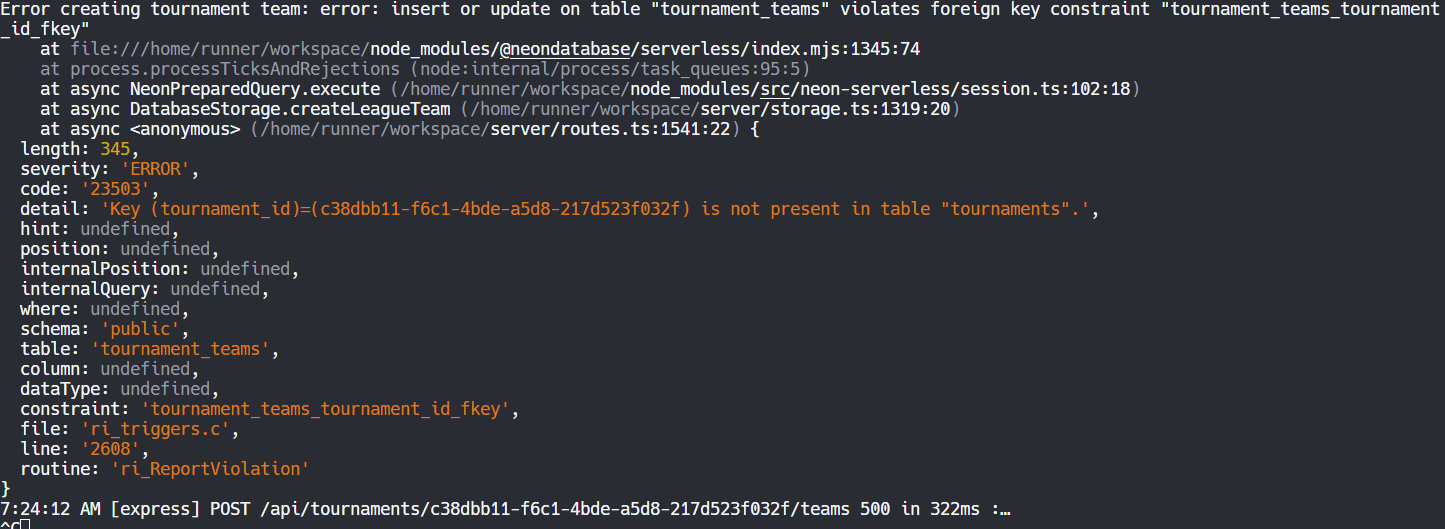 Error creating tournament team: error: insert or update on table "tournament_teams" violates foreign key constraint "tournament_teams_tournament
_id_fkey"
    at file:///home/runner/workspace/node_modules/@neondatabase/serverless/index.mjs:1345:74
    at process.processTicksAndRejections (node:internal/process/task_queues:95:5)
    at async NeonPreparedQuery.execute (/home/runner/workspace/node_modules/src/neon-serverless/session.ts:102:18)
    at async DatabaseStorage.createLeagueTeam (/home/runner/workspace/server/storage.ts:1319:20)
    at async <anonymous> (/home/runner/workspace/server/routes.ts:1541:22) {
  length: 345,
  severity: 'ERROR',
  code: '23503',
  detail: 'Key (tournament_id)=(c38dbb11-f6c1-4bde-a5d8-217d523f032f) is not present in table "tournaments".',
  hint: undefined,
  position: undefined,
  internalPosition: undefined,
  internalQuery: undefined,
  where: undefined,
  schema: 'public',
  table: 'tournament_teams',
  column: undefined,
  dataType: undefined,
  constraint: 'tournament_teams_tournament_id_fkey',
  file: 'ri_triggers.c',
  line: '2608',
  routine: 'ri_ReportViolation'
}
7:24:12 AM [express] POST /api/tournaments/c38dbb11-f6c1-4bde-a5d8-217d523f032f/teams 500 in 322ms :…
^C